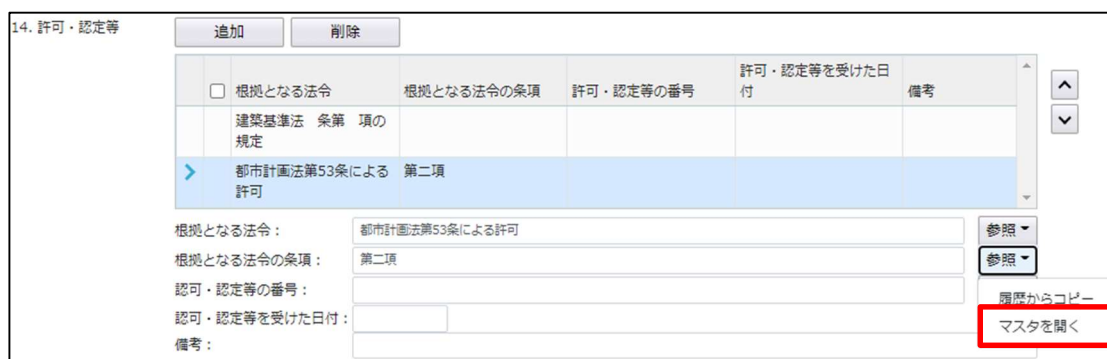 14. 許可・認定等
追加 削除
根拠となる法令 根拠となる法令の条項 許可・認定等の番号 許可・認定等を受けた日付 備考
建築基準法 条第 項の
規定
都市計画法第53条による 第二項
許可
根拠となる法令： 都市計画法第53条による許可 参照
根拠となる法令の条項： 第二項 参照
認可・認定等の番号：
履歴からコピー
認可・認定等を受けた日付：
マスタを開く
備考：